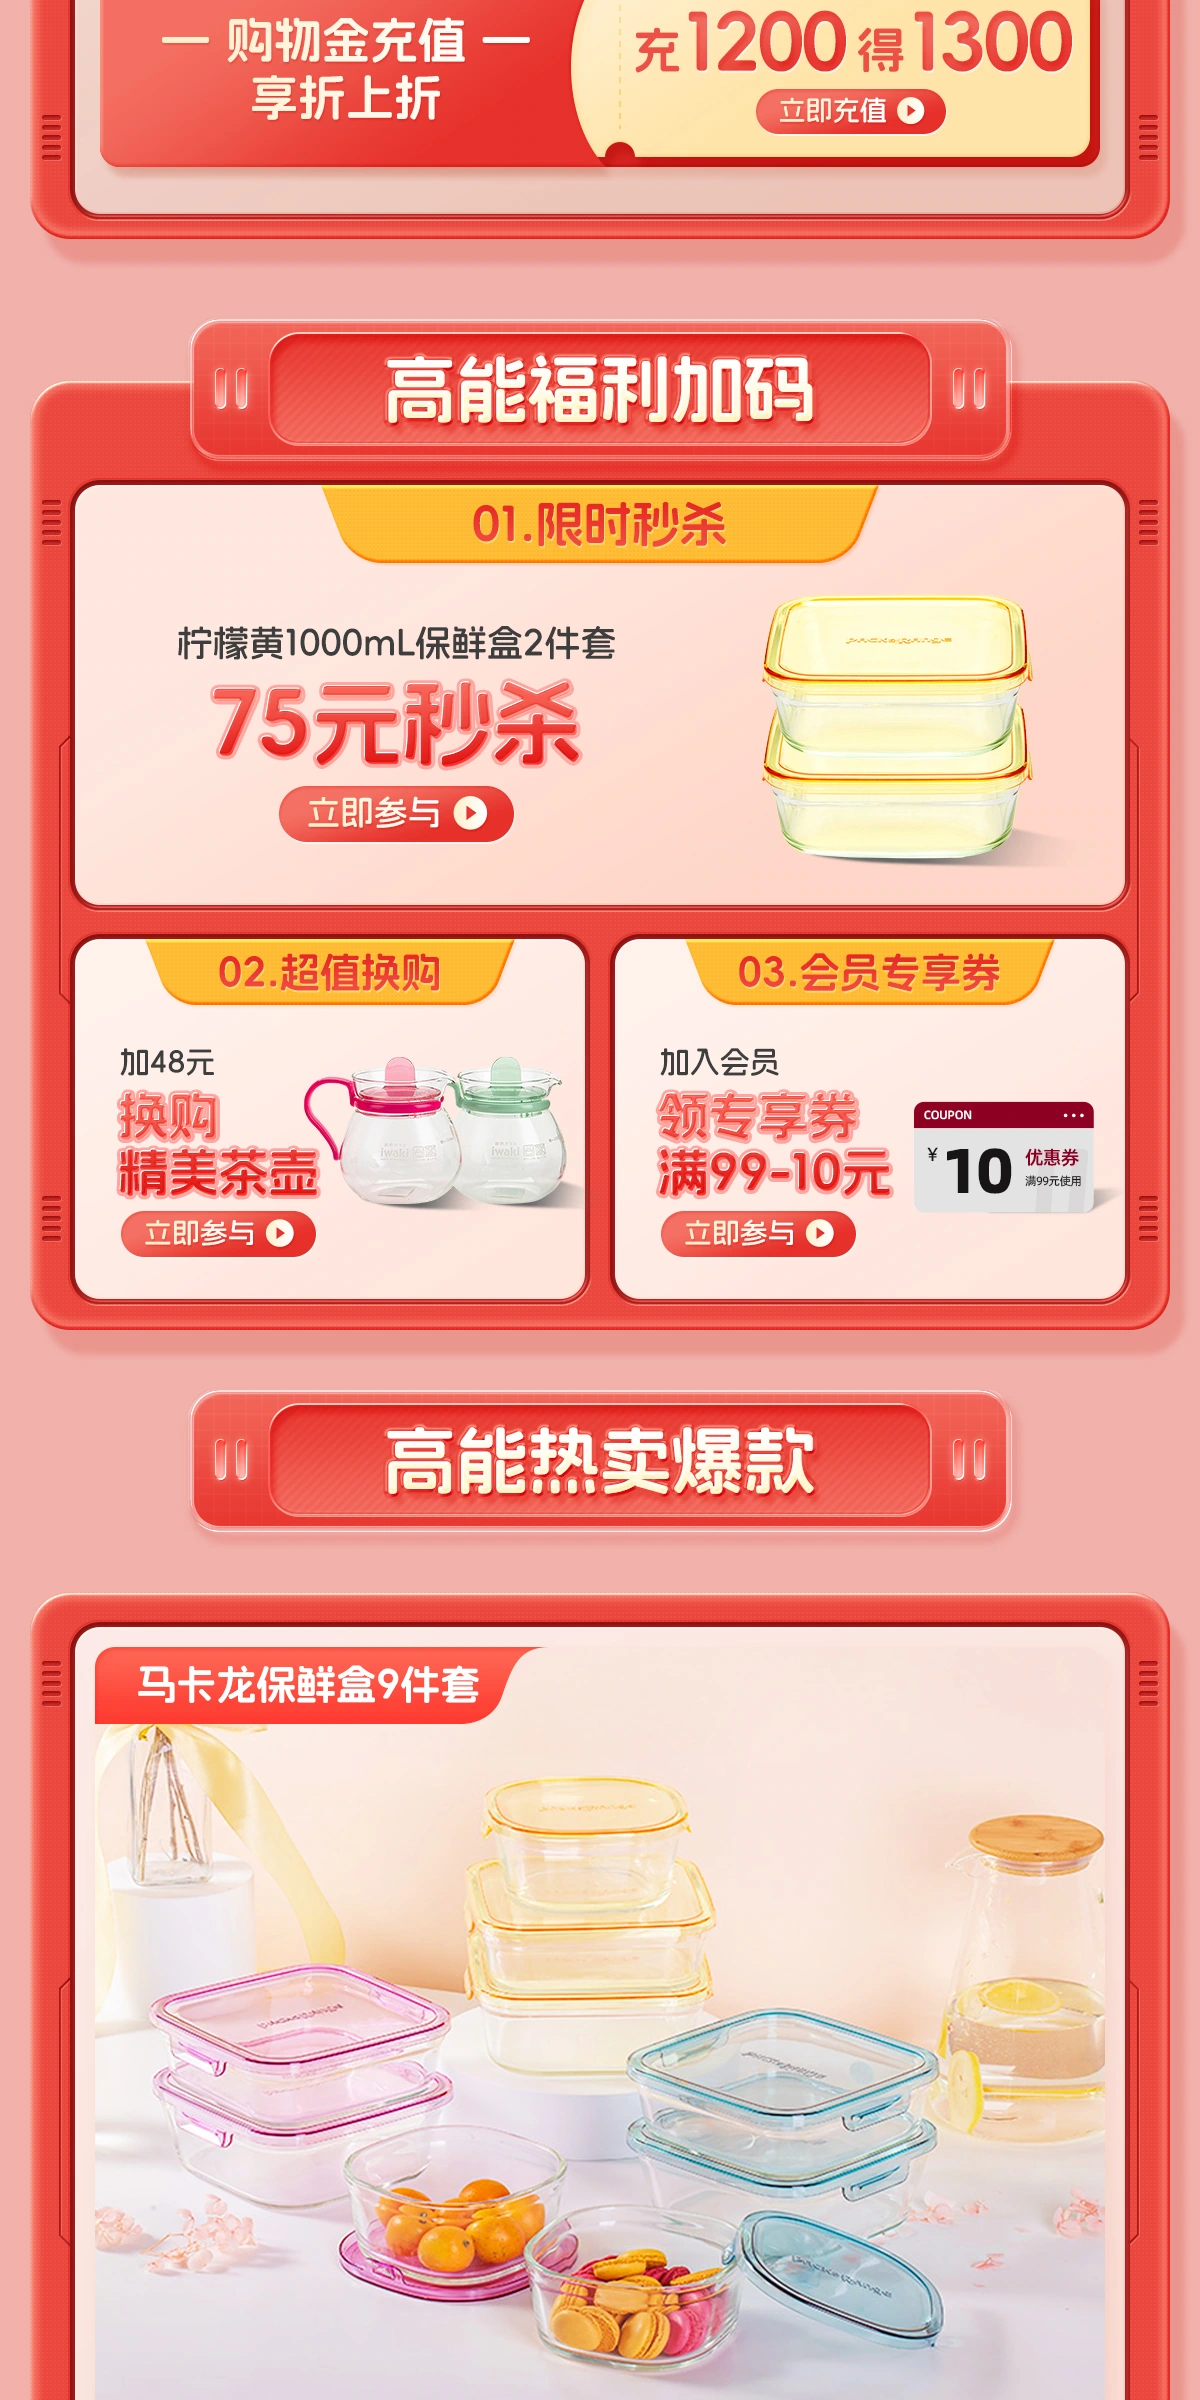 购物金充值
享折上折
充1200得1300
立即充值
高能福利加码
01.限时秒杀
柠檬黄1000mL保鲜盒2件套
75元秒杀
立即参与
pack&range
02.超值换购
加48元
换购
精美茶壶
立即参与
iwaki 怡万家
03.会员专享券
加入会员
领专享券
满99-10元
立即参与
COUPON
¥10
优惠券
满99元使用
高能热卖爆款
马卡龙保鲜盒9件套